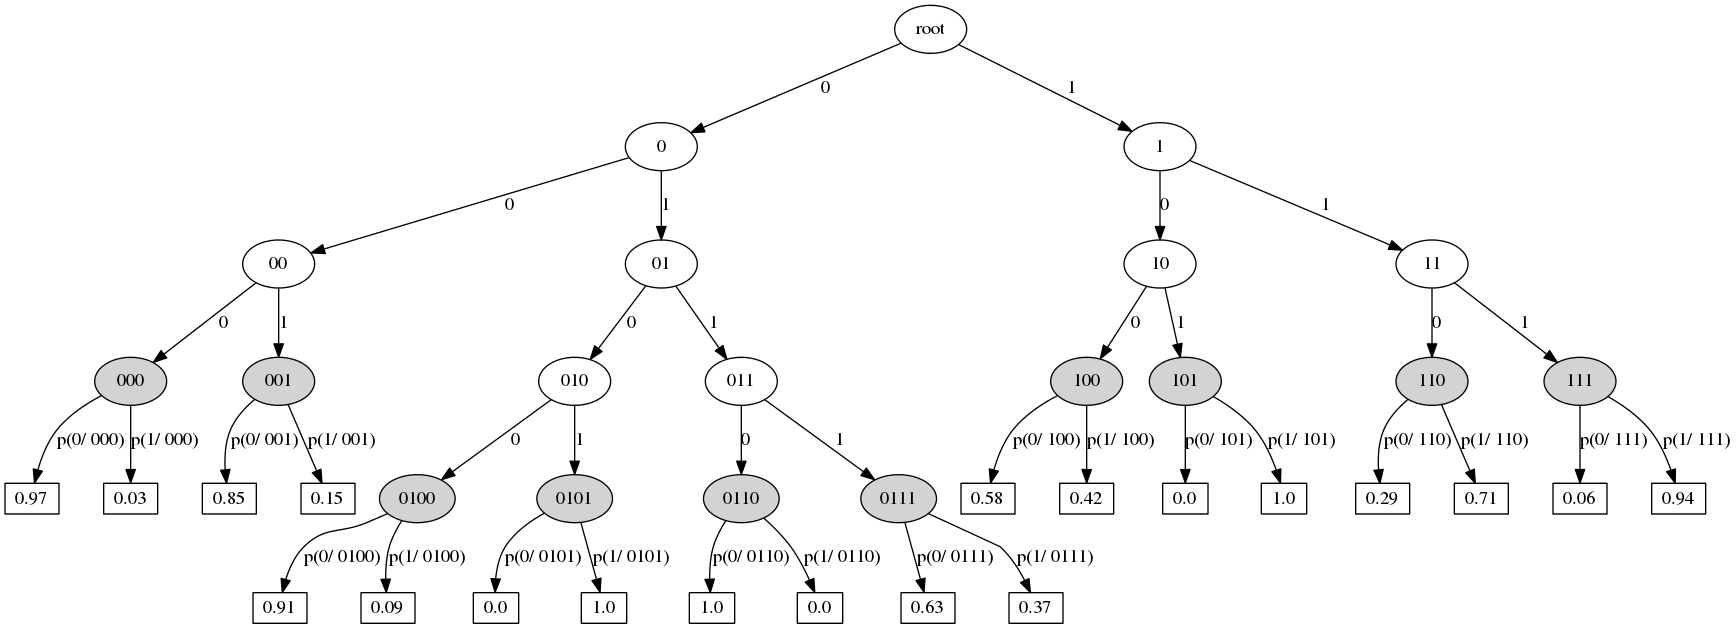 root
0 1
0 1
0 1 0 1
00 01 10 11
0 1 0 1 0 1 0 1
000 001 010 011 100 101 110 111
p(0/ 000) p(1/ 000) p(0/ 001) p(1/ 001) 0 1 0 1 p(0/ 100) p(1/ 100) p(0/ 101) p(1/ 101) p(0/ 110) p(1/ 110) p(0/ 111) p(1/ 111)
0.97 0.03 0.85 0.15 0100 0101 0110 0111 0.58 0.42 0.0 1.0 0.29 0.71 0.06 0.94
p(0/ 0100) p(1/ 0100) p(0/ 0101) p(1/ 0101) p(0/ 0110) p(1/ 0110) p(0/ 0111) p(1/ 0111)
0.91 0.09 0.0 1.0 1.0 0.0 0.63 0.37